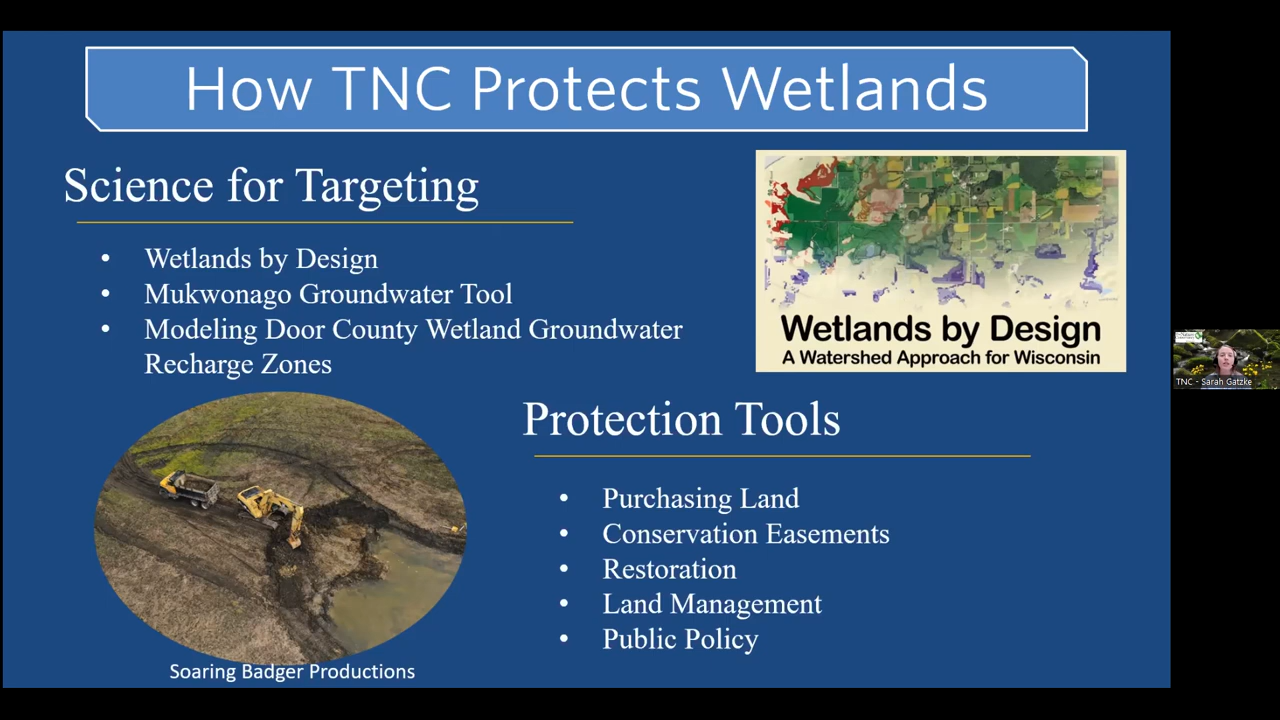 How TNC Protects Wetlands
Science for Targeting
• Wetlands by Design
• Mukwonago Groundwater Tool
• Modeling Door County Wetland Groundwater
Recharge Zones
Wetlands by Design
A Watershed Approach for Wisconsin
Protection Tools
• Purchasing Land
• Conservation Easements
• Restoration
• Land Management
• Public Policy
Soaring Badger Productions
TNC - Sarah Gatzke